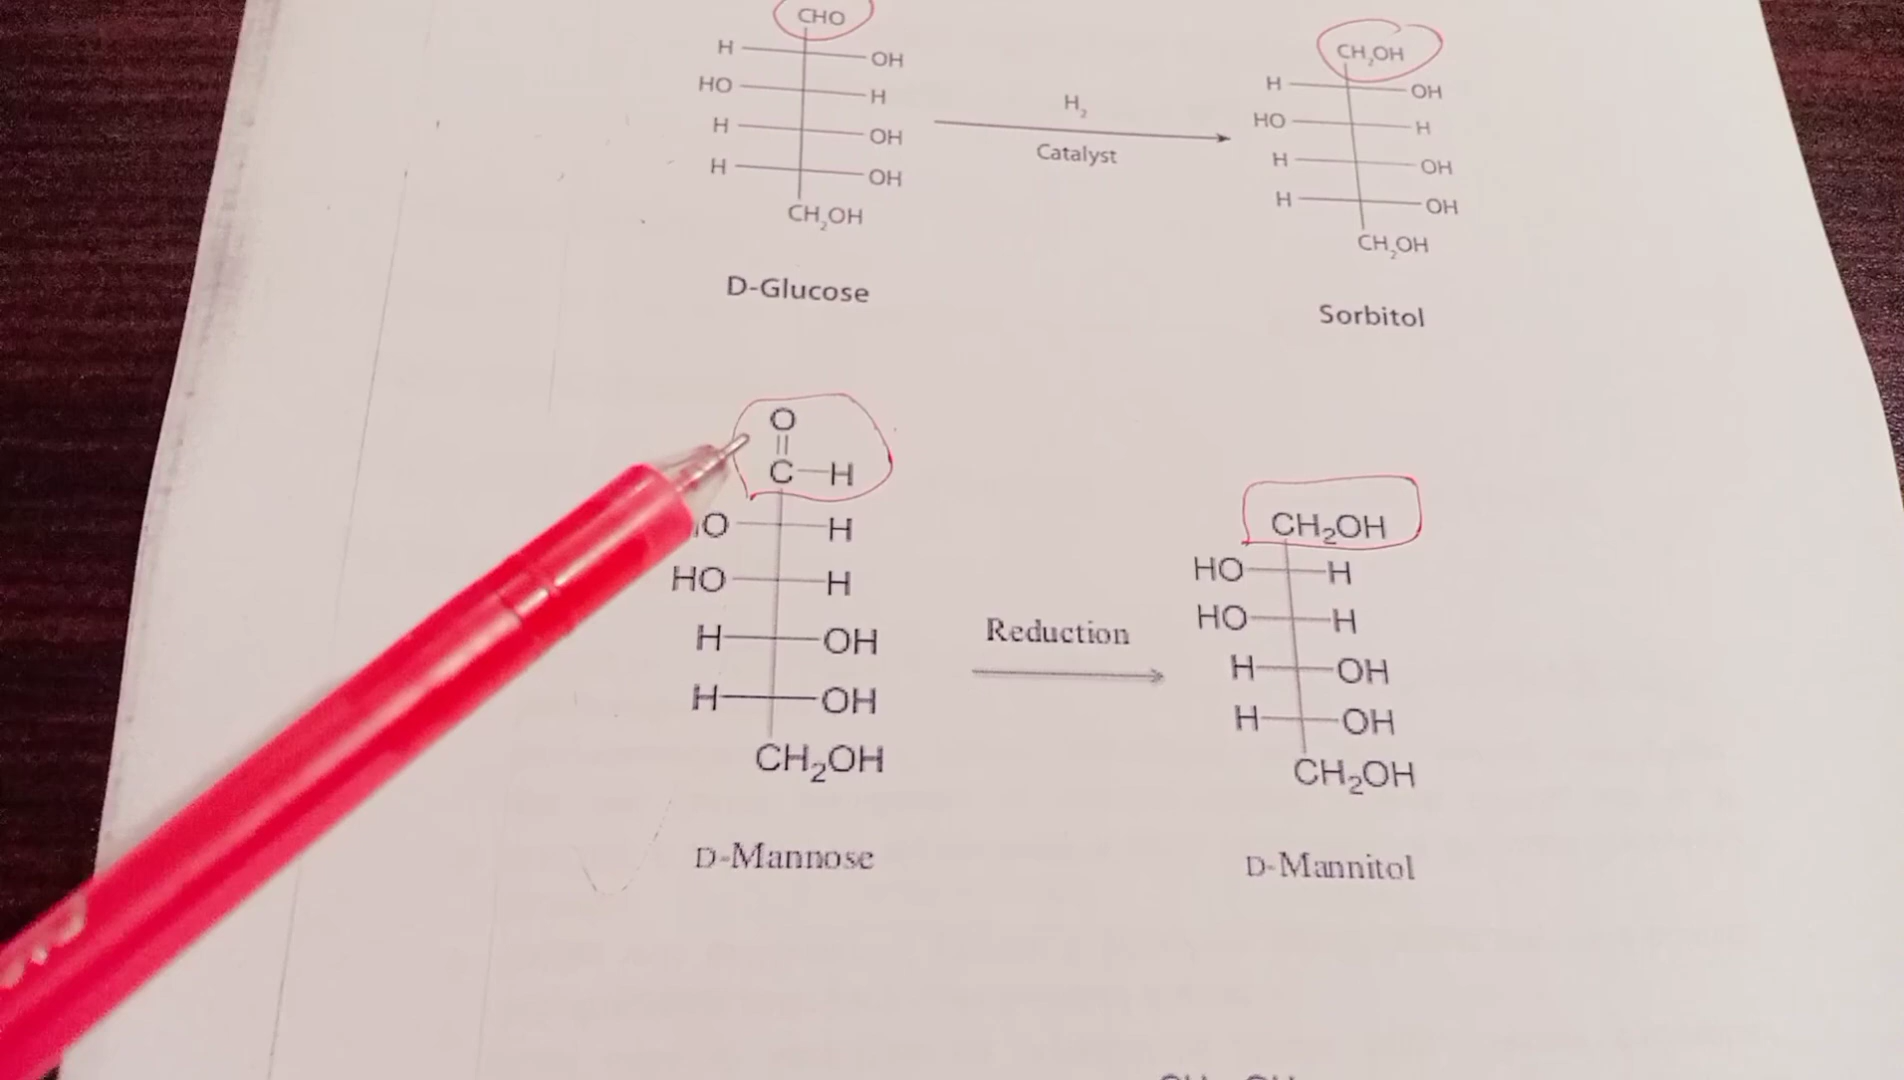 CHO
H OH
HO H
H OH
H OH
CH₂OH
D-Glucose
H₂
Catalyst
CH₂OH
H OH
HO H
H OH
H OH
CH₂OH
Sorbitol
O
C H
O H
HO H
H OH
H OH
CH₂OH
D-Mannose
Reduction
CH₂OH
HO H
HO H
H OH
H OH
CH₂OH
D-Mannitol